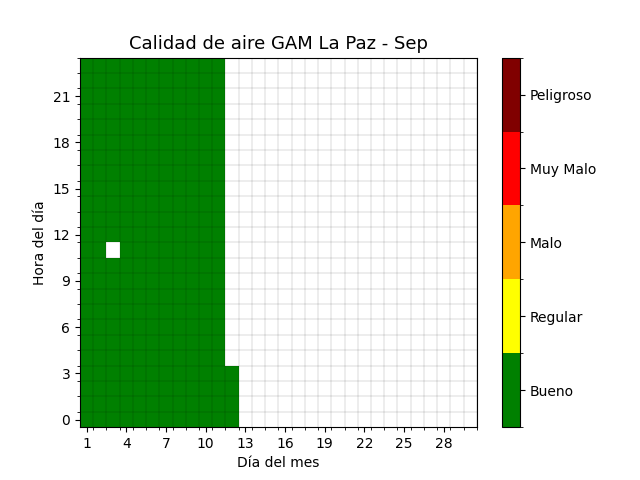 Calidad de aire GAM La Paz - Sep
Hora del día
21
18
15
12
9
6
3
0
1 4 7 10 13 16 19 22 25 28
Día del mes
Peligroso
Muy Malo
Malo
Regular
Bueno